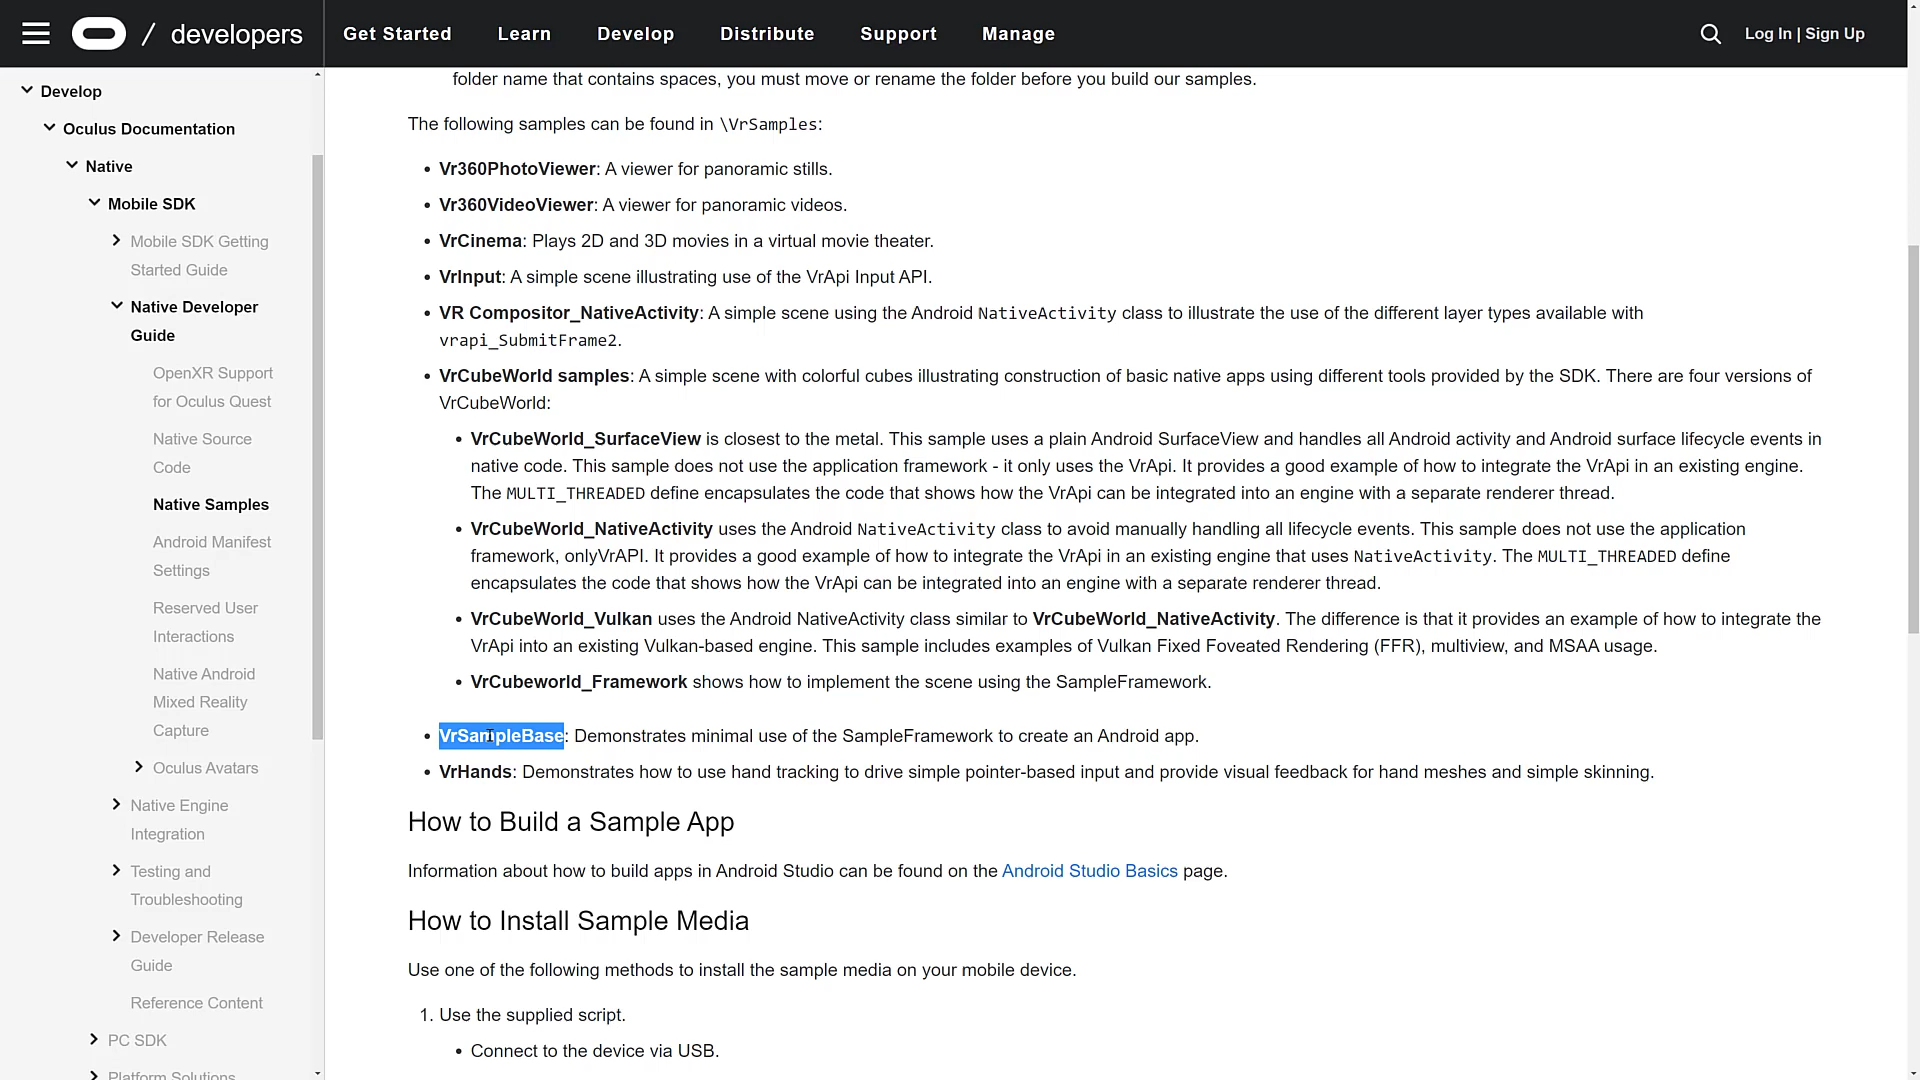 / developers
Get Started
Learn
Develop
Distribute
Support
Manage
Log In | Sign Up
Develop
Oculus Documentation
Native
Mobile SDK
Mobile SDK Getting
Started Guide
Native Developer
Guide
OpenXR Support
for Oculus Quest
Native Source
Code
Native Samples
Android Manifest
Settings
Reserved User
Interactions
Native Android
Mixed Reality
Capture
Oculus Avatars
Native Engine
Integration
Testing and
Troubleshooting
Developer Release
Guide
Reference Content
PC SDK
Platform Solutions
folder name that contains spaces, you must move or rename the folder before you build our samples.
The following samples can be found in \VrSamples:
• Vr360PhotoViewer: A viewer for panoramic stills.
• Vr360VideoViewer: A viewer for panoramic videos.
• VrCinema: Plays 2D and 3D movies in a virtual movie theater.
• VrInput: A simple scene illustrating use of the VrApi Input API.
• VR Compositor_NativeActivity: A simple scene using the Android NativeActivity class to illustrate the use of the different layer types available with
vrapi_SubmitFrame2.
• VrCubeWorld samples: A simple scene with colorful cubes illustrating construction of basic native apps using different tools provided by the SDK. There are four versions of
VrCubeWorld:
• VrCubeWorld_SurfaceView is closest to the metal. This sample uses a plain Android SurfaceView and handles all Android activity and Android surface lifecycle events in
native code. This sample does not use the application framework - it only uses the VrApi. It provides a good example of how to integrate the VrApi in an existing engine.
The MULTI_THREADED define encapsulates the code that shows how the VrApi can be integrated into an engine with a separate renderer thread.
• VrCubeWorld_NativeActivity uses the Android NativeActivity class to avoid manually handling all lifecycle events. This sample does not use the application
framework, onlyVrAPI. It provides a good example of how to integrate the VrApi in an existing engine that uses NativeActivity. The MULTI_THREADED define
encapsulates the code that shows how the VrApi can be integrated into an engine with a separate renderer thread.
• VrCubeWorld_Vulkan uses the Android NativeActivity class similar to VrCubeWorld_NativeActivity. The difference is that it provides an example of how to integrate the
VrApi into an existing Vulkan-based engine. This sample includes examples of Vulkan Fixed Foveated Rendering (FFR), multiview, and MSAA usage.
• VrCubeworld_Framework shows how to implement the scene using the SampleFramework.
• VrSampleBase: Demonstrates minimal use of the SampleFramework to create an Android app.
• VrHands: Demonstrates how to use hand tracking to drive simple pointer-based input and provide visual feedback for hand meshes and simple skinning.
How to Build a Sample App
Information about how to build apps in Android Studio can be found on the Android Studio Basics page.
How to Install Sample Media
Use one of the following methods to install the sample media on your mobile device.
1. Use the supplied script.
• Connect to the device via USB.